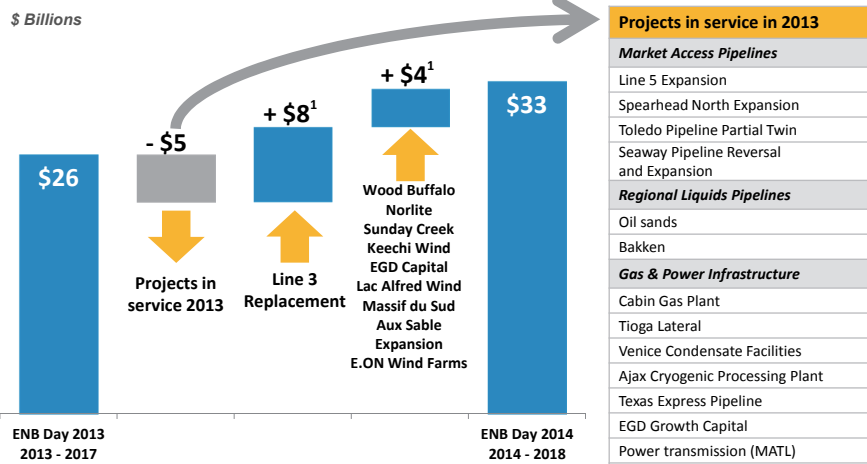 $ Billions
$26
- $5
Projects in
service 2013
+ $8¹
Line 3
Replacement
+ $4¹
Wood Buffalo
Norlite
Sunday Creek
Keechi Wind
EGD Capital
Lac Alfred Wind
Massif du Sud
Aux Sable
Expansion
E.ON Wind Farms
$33
ENB Day 2013
2013 - 2017
ENB Day 2014
2014 - 2018
Projects in service in 2013
Market Access Pipelines
Line 5 Expansion
Spearhead North Expansion
Toledo Pipeline Partial Twin
Seaway Pipeline Reversal
and Expansion
Regional Liquids Pipelines
Oil sands
Bakken
Gas & Power Infrastructure
Cabin Gas Plant
Tioga Lateral
Venice Condensate Facilities
Ajax Cryogenic Processing Plant
Texas Express Pipeline
EGD Growth Capital
Power transmission (MATL)